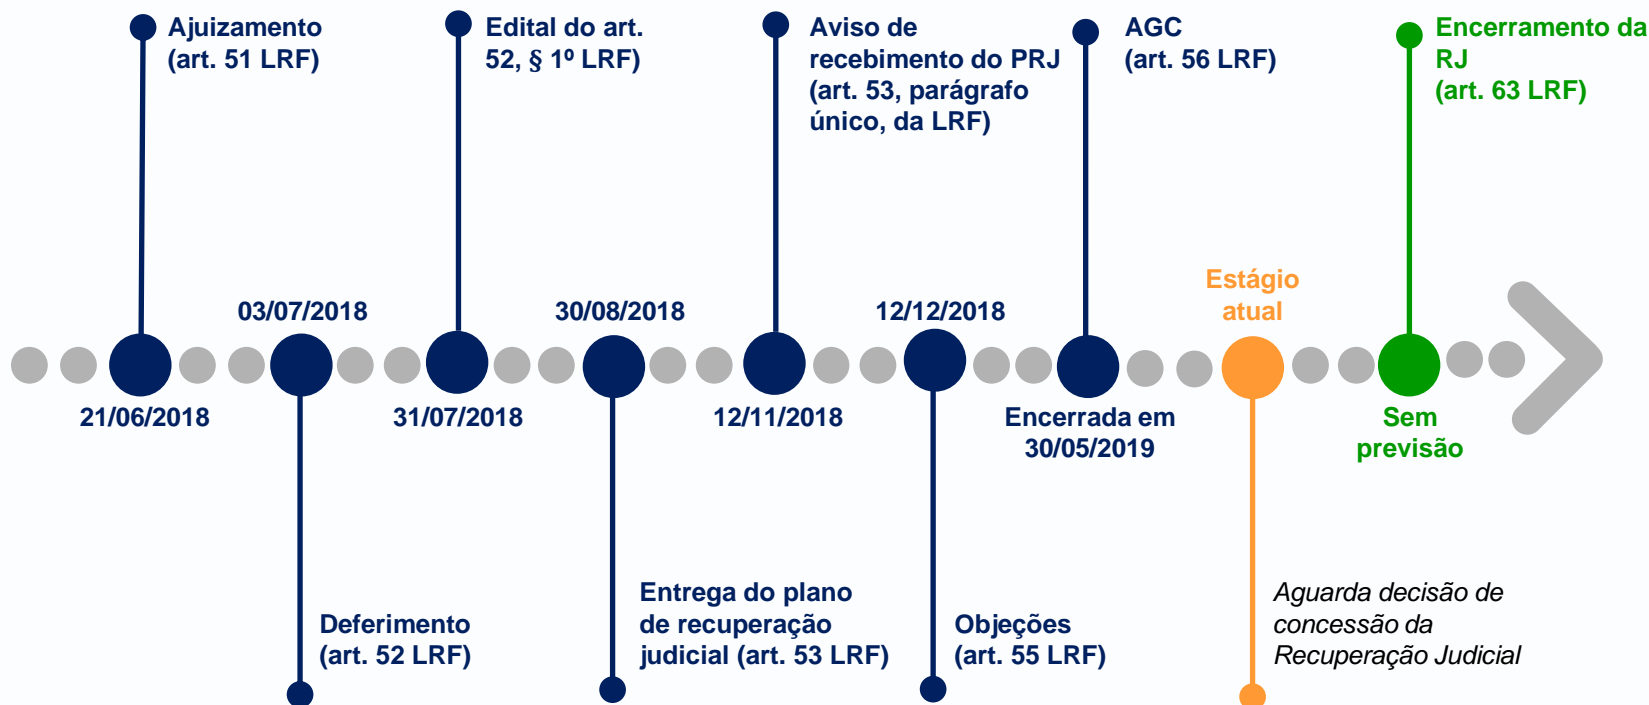 Ajuizamento
(art. 51 LRF)
Edital do art.
52, § 1º LRF)
Aviso de
recebimento do PRJ
(art. 53, parágrafo
único, da LRF)
AGC
(art. 56 LRF)
Encerramento da
RJ
(art. 63 LRF)
03/07/2018
30/08/2018
12/12/2018
Estágio
atual
21/06/2018
31/07/2018
12/11/2018
Encerrada em
30/05/2019
Sem
previsão
Deferimento
(art. 52 LRF)
Entrega do plano
de recuperação
judicial (art. 53 LRF)
Objeções
(art. 55 LRF)
Aguarda decisão de
concessão da
Recuperação Judicial